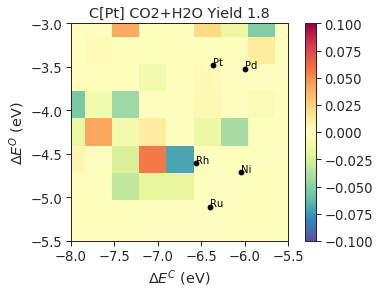 C[Pt] CO2+H2O Yield 1.8
−3.0
−3.5
−4.0
−4.5
−5.0
−5.5
ΔE^O (eV)
Pt
Pd
Rh
Ni
Ru
−8.0 −7.5 −7.0 −6.5 −6.0 −5.5
ΔE^C (eV)
0.100
0.075
0.050
0.025
0.000
−0.025
−0.050
−0.075
−0.100